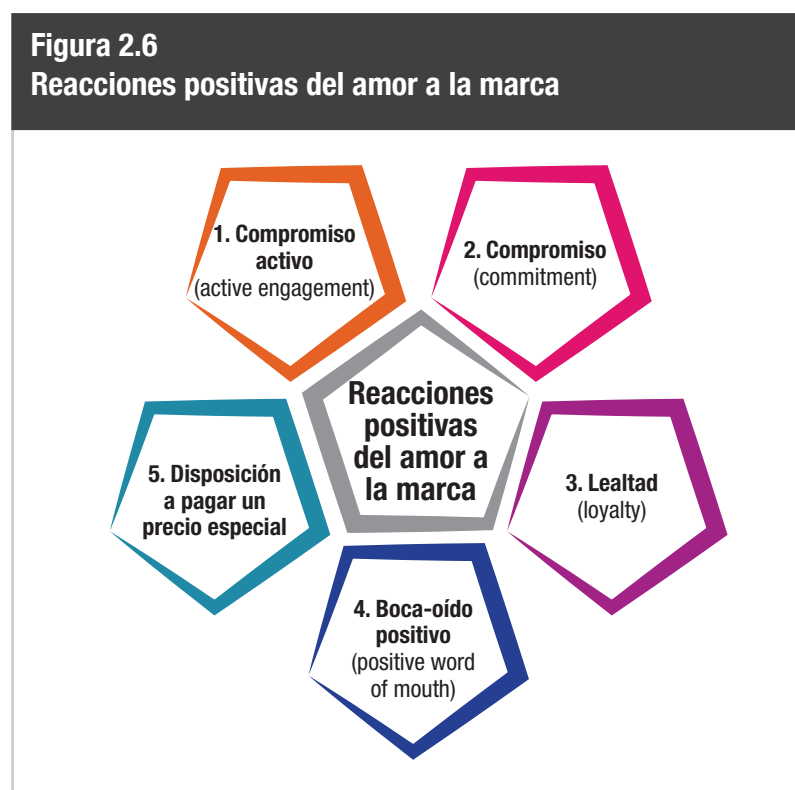 Figura 2.6
Reacciones positivas del amor a la marca
1. Compromiso
activo
(active engagement)
2. Compromiso
(commitment)
Reacciones
positivas
del amor a
la marca
3. Lealtad
(loyalty)
4. Boca-oído
positivo
(positive word
of mouth)
5. Disposición
a pagar un
precio especial